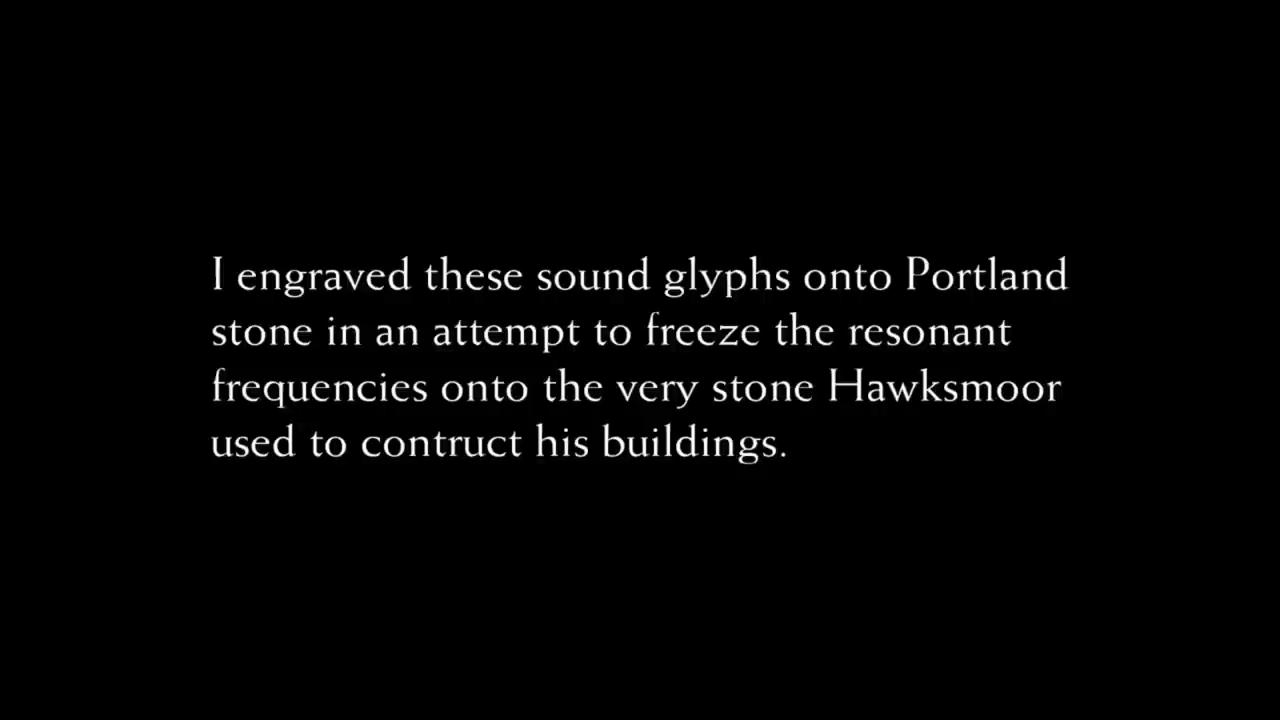 I engraved these sound glyphs onto Portland
stone in an attempt to freeze the resonant
frequencies onto the very stone Hawksmoor
used to contruct his buildings.